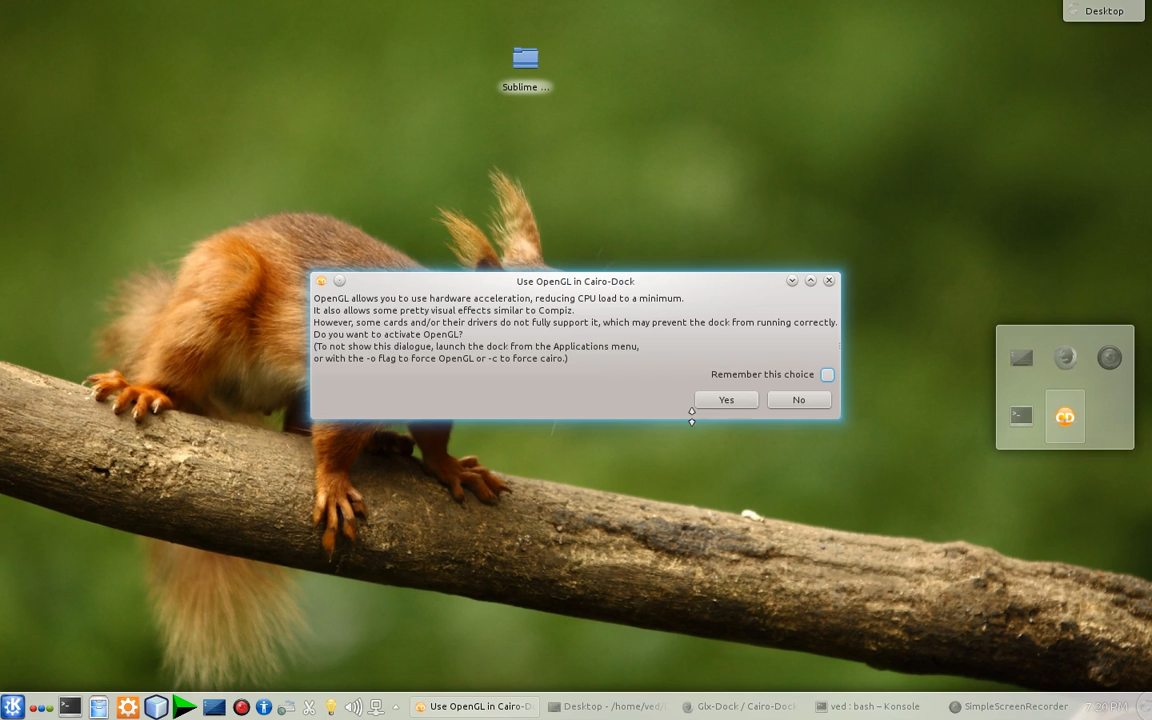 Desktop
Sublime ...
Use OpenGL in Cairo-Dock
OpenGL allows you to use hardware acceleration, reducing CPU load to a minimum.
It also allows some pretty visual effects similar to Compiz.
However, some cards and/or their drivers do not fully support it, which may prevent the dock from running correctly.
Do you want to activate OpenGL?
(To not show this dialogue, launch the dock from the Applications menu,
or with the -o flag to force OpenGL or -c to force cairo.)
Remember this choice
Yes No
Use OpenGL in Cairo-D Desktop - /home/ved/ Glx-Dock / Cairo-Doc ved : bash – Konsole SimpleScreenRecorder 7:20 PM